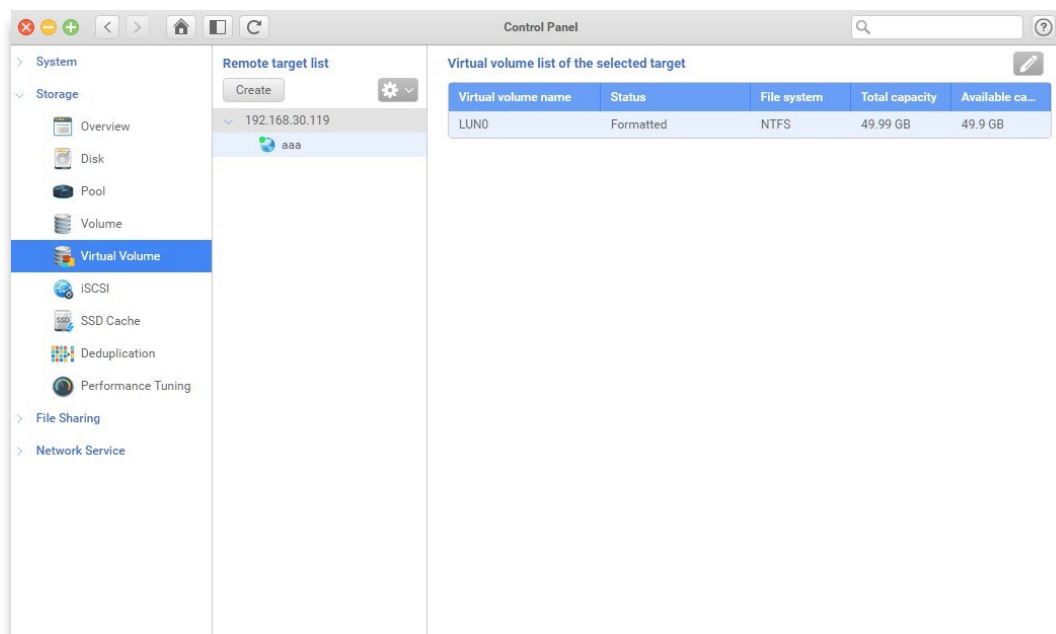 Control Panel
?
System
Storage
Overview
Disk
Pool
Volume
Virtual Volume
iSCSI
SSD
SSD Cache
Deduplication
Performance Tuning
File Sharing
Network Service
Remote target list
Create
192.168.30.119
aaa
Virtual volume list of the selected target
Virtual volume name Status File system Total capacity Available ca...
LUN0 Formatted NTFS 49.99 GB 49.9 GB